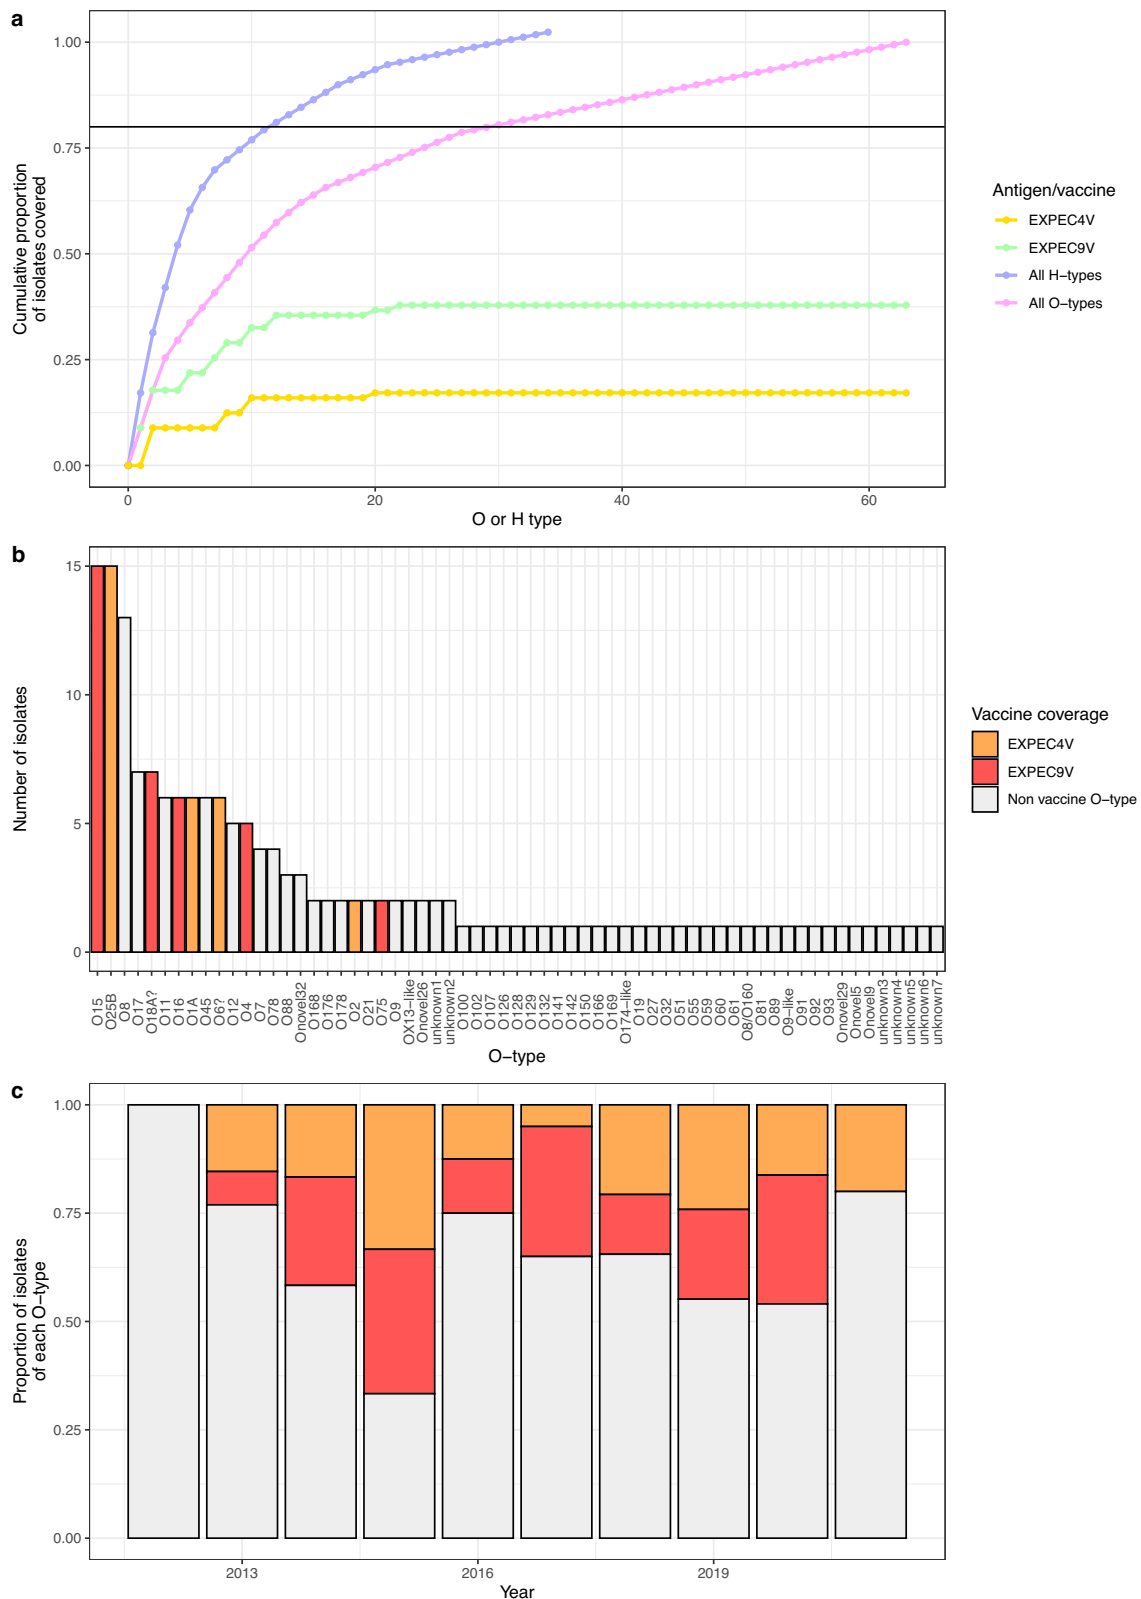 a
1.00
0.75
0.50
0.25
0.00
Cumulative proportion
of isolates covered
0
20
40
60
O or H type
Antigen/vaccine
EXPEC4V
EXPEC9V
All H−types
All O−types
b
15
10
5
0
Number of isolates
O15
O25B
O8
O17
O18A?
O11
O16
O1A
O45
O6?
O12
O4
O7
O78
O88
Onovel32
O168
O176
O178
O2
O21
O75
O9
OX13−like
Onovel26
unknown1
unknown2
O100
O102
O107
O126
O128
O129
O132
O141
O142
O150
O166
O169
O174−like
O19
O27
O32
O51
O55
O59
O60
O61
O8/O160
O81
O89
O9−like
O91
O92
O93
Onovel29
Onovel5
Onovel9
unknown3
unknown4
unknown5
unknown6
unknown7
O−type
Vaccine coverage
EXPEC4V
EXPEC9V
Non vaccine O−type
c
1.00
0.75
0.50
0.25
0.00
Proportion of isolates
of each O−type
2013
2016
2019
Year